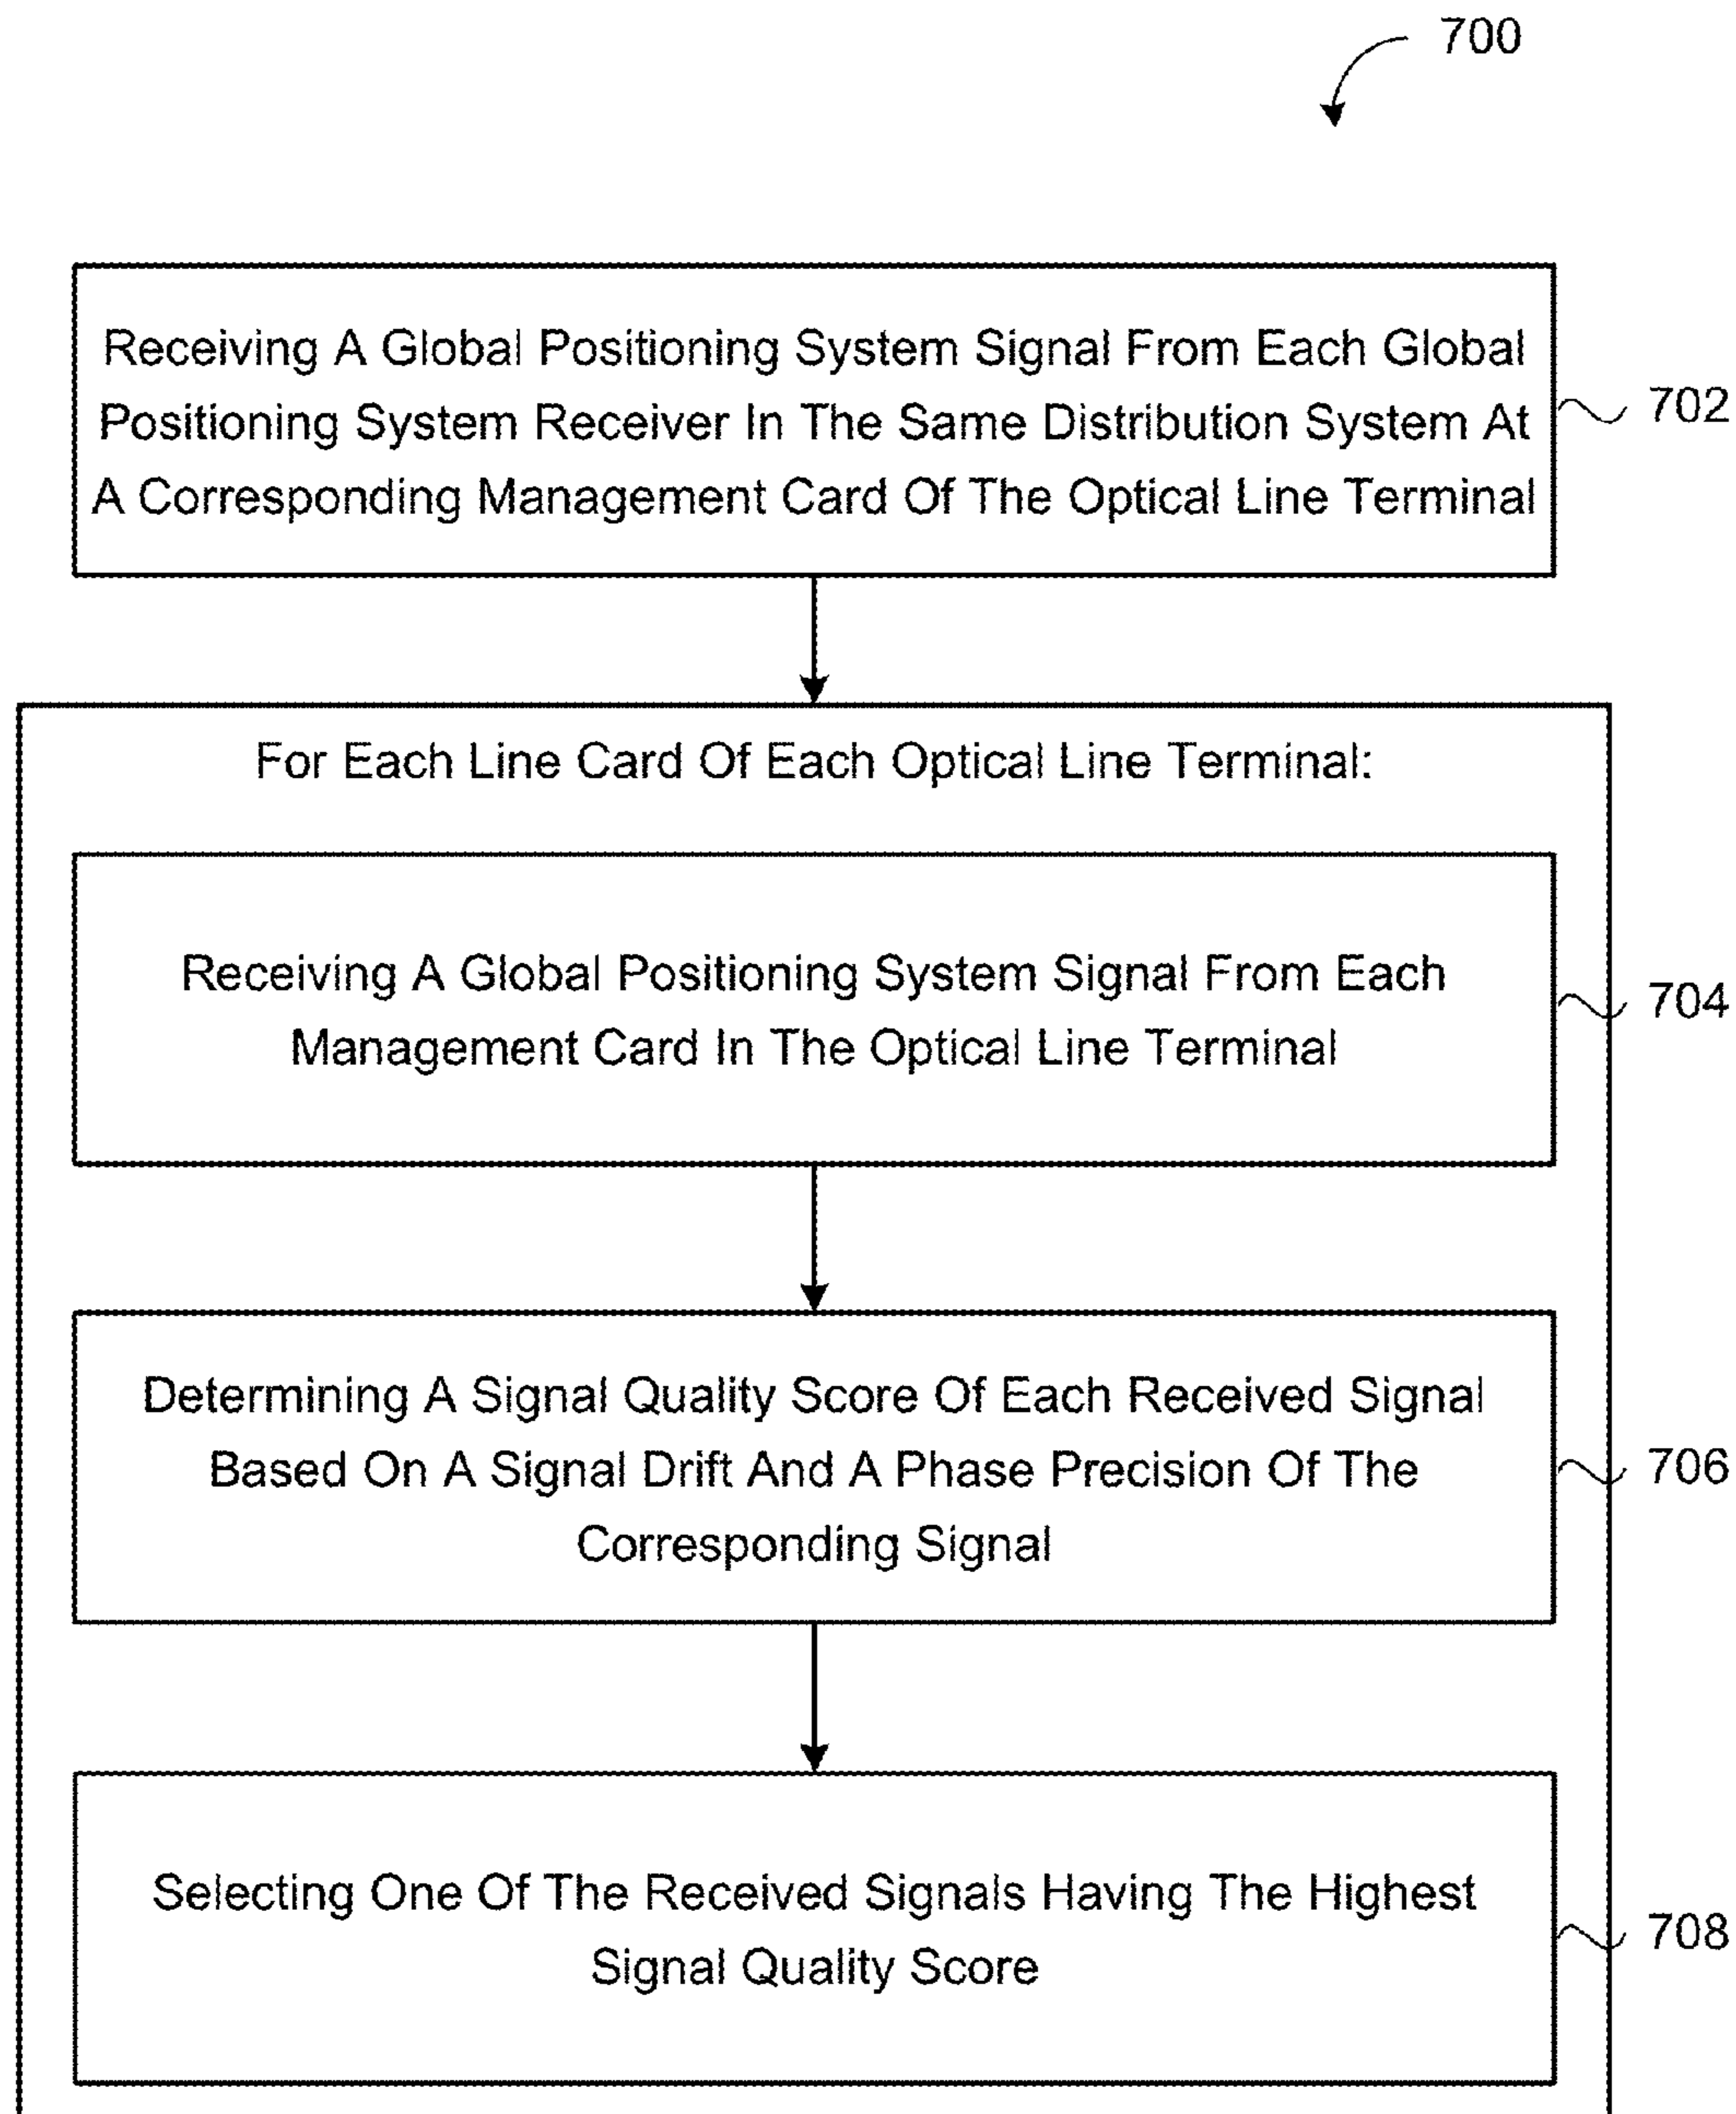 700
Receiving A Global Positioning System Signal From Each Global
Positioning System Receiver In The Same Distribution System At
A Corresponding Management Card Of The Optical Line Terminal
702
For Each Line Card Of Each Optical Line Terminal:
Receiving A Global Positioning System Signal From Each
Management Card In The Optical Line Terminal
704
Determining A Signal Quality Score Of Each Received Signal
Based On A Signal Drift And A Phase Precision Of The
Corresponding Signal
706
Selecting One Of The Received Signals Having The Highest
Signal Quality Score
708